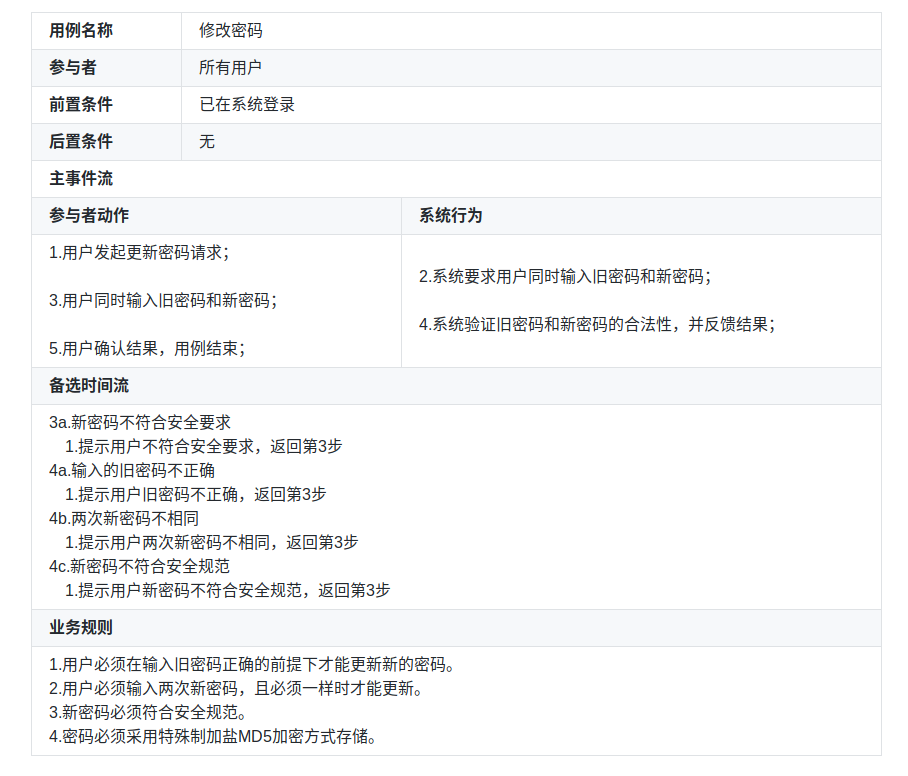 用例名称 修改密码
参与者 所有用户
前置条件 已在系统登录
后置条件 无
主事件流
参与者动作 系统行为
1.用户发起更新密码请求；
2.系统要求用户同时输入旧密码和新密码；
3.用户同时输入旧密码和新密码；
4.系统验证旧密码和新密码的合法性，并反馈结果；
5.用户确认结果，用例结束；
备选时间流
3a.新密码不符合安全要求
1.提示用户不符合安全要求，返回第3步
4a.输入的旧密码不正确
1.提示用户旧密码不正确，返回第3步
4b.两次新密码不相同
1.提示用户两次新密码不相同，返回第3步
4c.新密码不符合安全规范
1.提示用户新密码不符合安全规范，返回第3步
业务规则
1.用户必须在输入旧密码正确的前提下才能更新新的密码。
2.用户必须输入两次新密码，且必须一样时才能更新。
3.新密码必须符合安全规范。
4.密码必须采用特殊制加盐MD5加密方式存储。